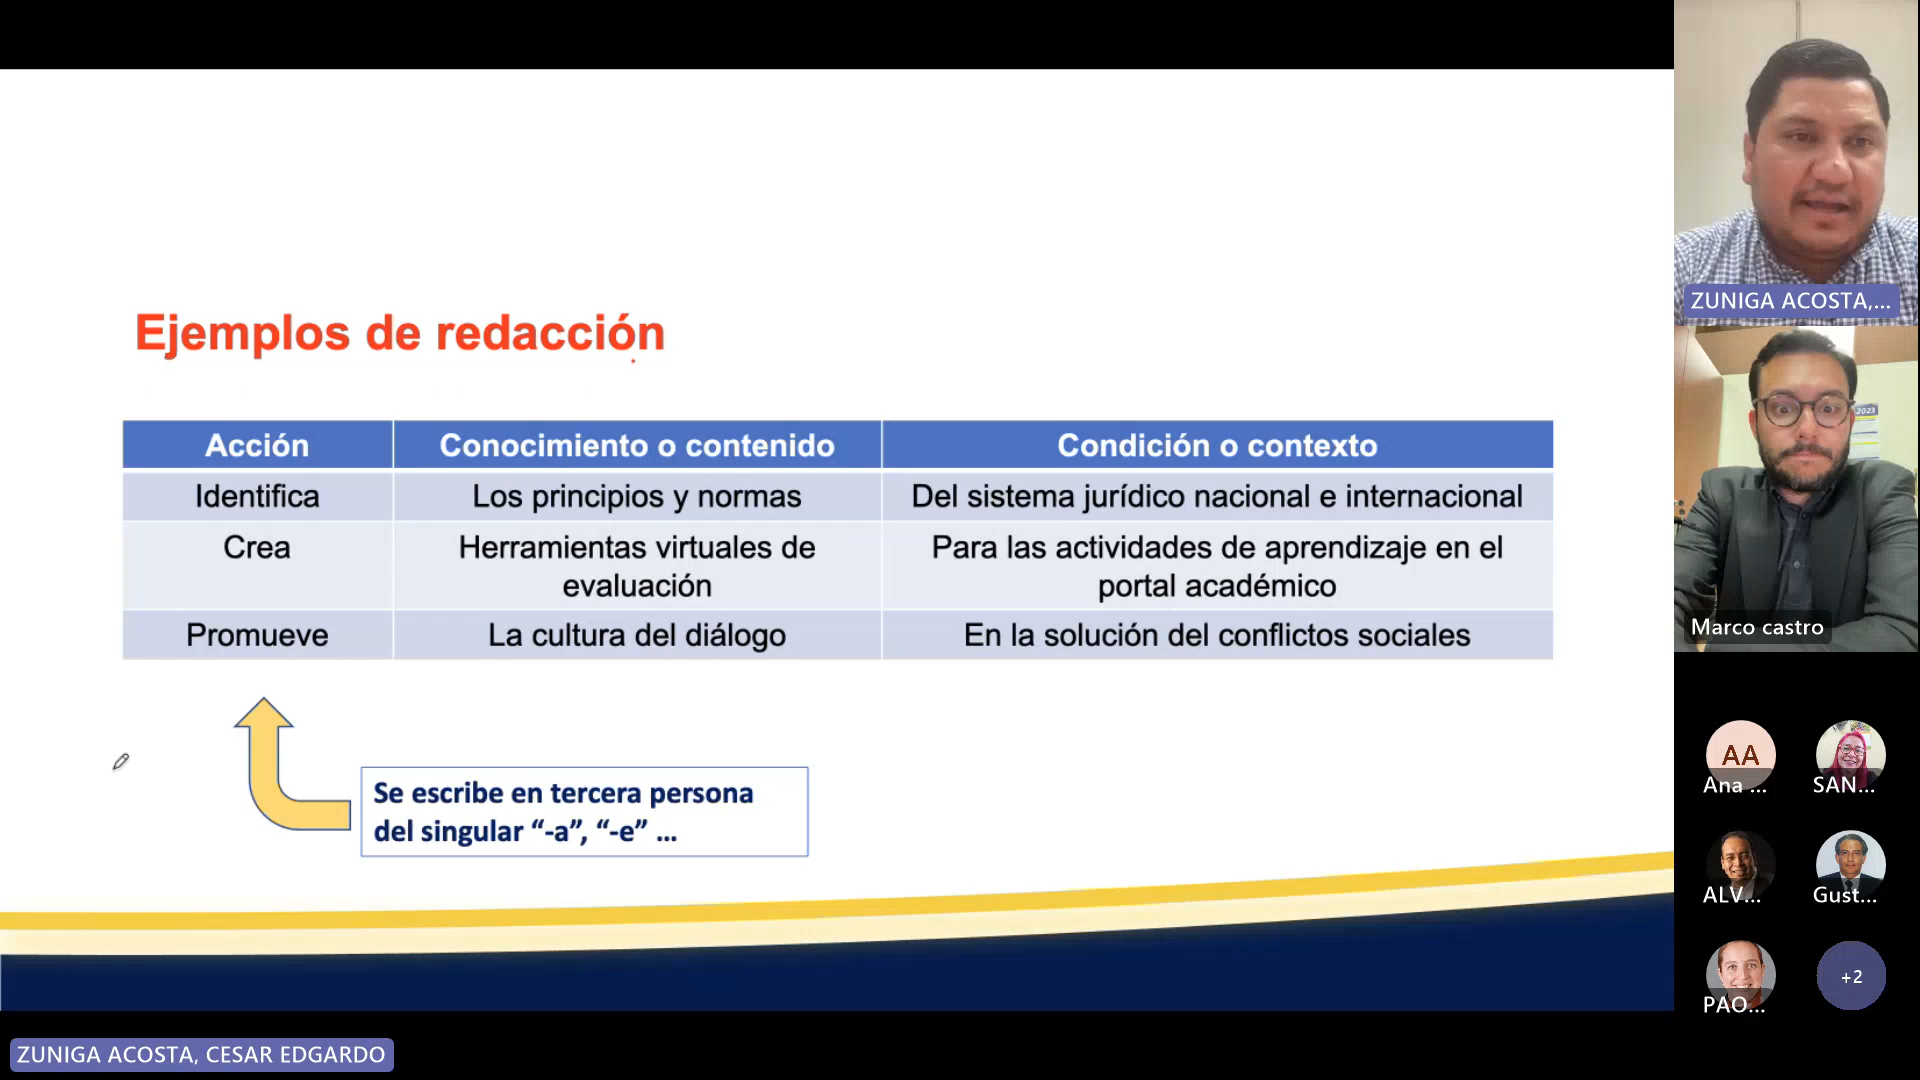 Ejemplos de redacción
Acción Conocimiento o contenido Condición o contexto
Identifica Los principios y normas Del sistema jurídico nacional e internacional
Crea Herramientas virtuales de evaluación Para las actividades de aprendizaje en el portal académico
Promueve La cultura del diálogo En la solución del conflictos sociales
Se escribe en tercera persona
del singular “-a”, “-e” ...
ZUNIGA ACOSTA,...
2023
Marco castro
AA
Ana ...
SAN...
ALV...
Gust...
PAO...
+2
ZUNIGA ACOSTA, CESAR EDGARDO